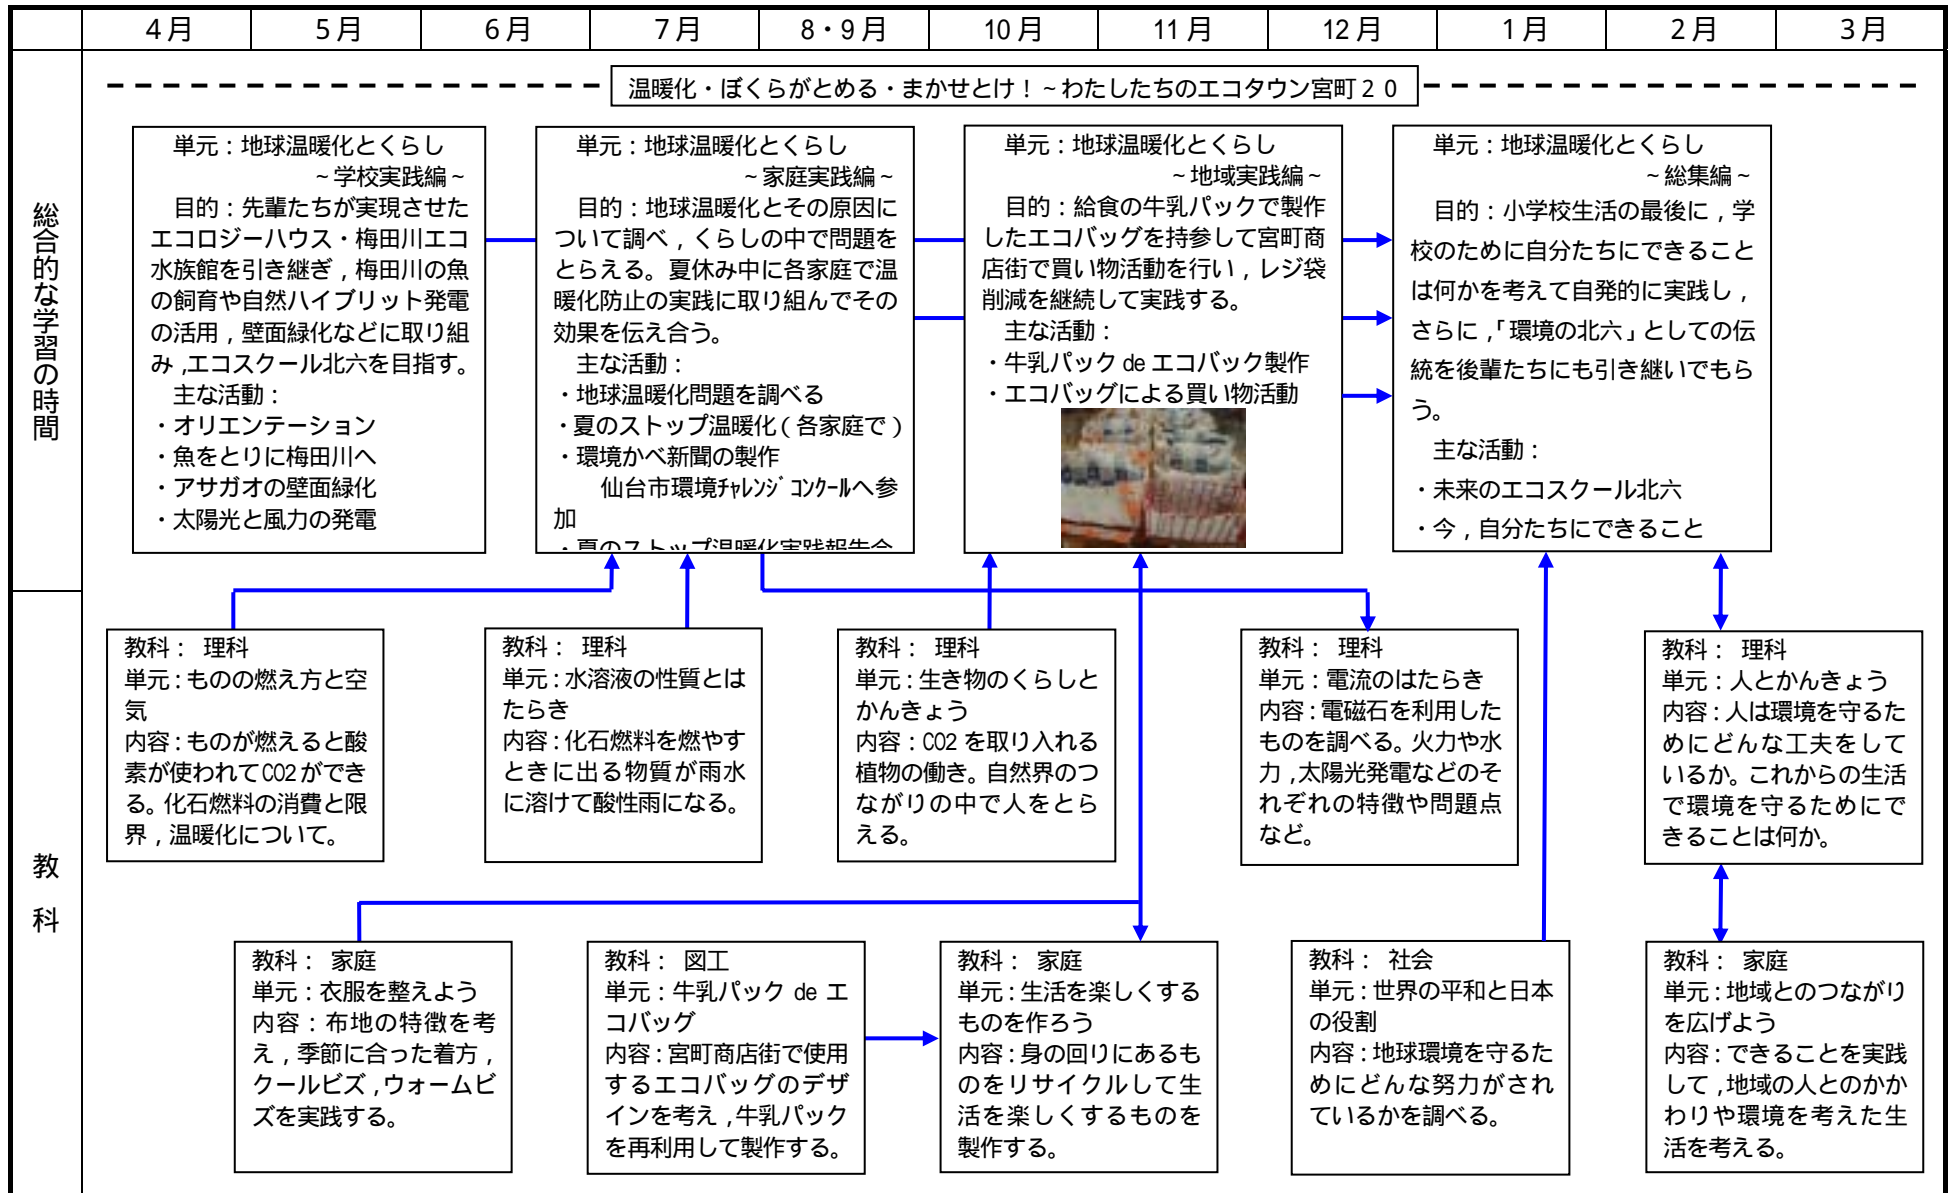 4月 5月 6月 7月 8・9月 10月 11月 12月 1月 2月 3月
総合的な学習の時間
温暖化・ぼくらがとめる・まかせとけ！～わたしたちのエコタウン宮町２０
単元：地球温暖化とくらし
～学校実践編～
目的：先輩たちが実現させた
エコロジーハウス・梅田川エコ
水族館を引き継ぎ，梅田川の魚
の飼育や自然ハイブリット発電
の活用，壁面緑化などに取り組
み，エコスクール北六を目指す。
主な活動：
・オリエンテーション
・魚をとりに梅田川へ
・アサガオの壁面緑化
・太陽光と風力の発電
単元：地球温暖化とくらし
～家庭実践編～
目的：地球温暖化とその原因に
ついて調べ，くらしの中で問題を
とらえる。夏休み中に各家庭で温
暖化防止の実践に取り組んでその
効果を伝え合う。
主な活動：
・地球温暖化問題を調べる
・夏のストップ温暖化（各家庭で）
・環境かべ新聞の製作
仙台市環境ﾁｬﾚﾝｼﾞｺﾝｸｰﾙへ参
加
・夏のストップ温暖化実践報告会
単元：地球温暖化とくらし
～地域実践編～
目的：給食の牛乳パックで製作
したエコバッグを持参して宮町商
店街で買い物活動を行い，レジ袋
削減を継続して実践する。
主な活動：
・牛乳パック de エコバック製作
・エコバッグによる買い物活動
単元：地球温暖化とくらし
～総集編～
目的：小学校生活の最後に，学
校のために自分たちにできること
は何かを考えて自発的に実践し，
さらに，「環境の北六」としての伝
統を後輩たちにも引き継いでもら
う。
主な活動：
・未来のエコスクール北六
・今，自分たちにできること
教科
教科： 理科
単元：ものの燃え方と空
気
内容：ものが燃えると酸
素が使われてCO2ができ
る。化石燃料の消費と限
界，温暖化について。
教科： 理科
単元：水溶液の性質とは
たらき
内容：化石燃料を燃やす
ときに出る物質が雨水
に溶けて酸性雨になる。
教科： 理科
単元：生き物のくらしと
かんきょう
内容：CO2 を取り入れる
植物の働き。自然界のつ
ながりの中で人をとら
える。
教科： 理科
単元：電流のはたらき
内容：電磁石を利用した
ものを調べる。火力や水
力，太陽光発電などのそ
れぞれの特徴や問題点
など。
教科： 理科
単元：人とかんきょう
内容：人は環境を守るた
めにどんな工夫をして
いるか。これからの生活
で環境を守るためにで
きることは何か。
教科： 家庭
単元：衣服を整えよう
内容：布地の特徴を考
え，季節に合った着方，
クールビズ，ウォームビ
ズを実践する。
教科： 図工
単元：牛乳パック de エ
コバッグ
内容：宮町商店街で使用
するエコバッグのデザ
インを考え，牛乳パック
を再利用して製作する。
教科： 家庭
単元：生活を楽しくする
ものを作ろう
内容：身の回りにあるも
のをリサイクルして生
活を楽しくするものを
製作する。
教科： 社会
単元：世界の平和と日本
の役割
内容：地球環境を守るた
めにどんな努力がされ
ているかを調べる。
教科： 家庭
単元：地域とのつながり
を広げよう
内容：できることを実践
して，地域の人とのかか
わりや環境を考えた生
活を考える。